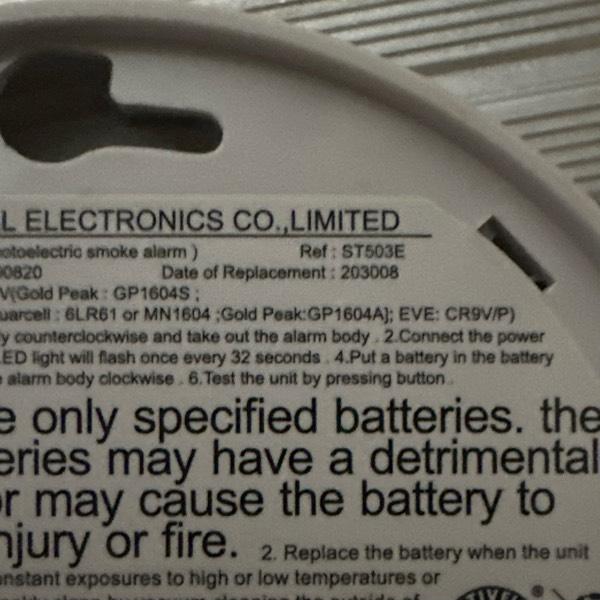 L ELECTRONICS CO.,LIMITED
otoelectric smoke alarm ) Ref : ST503E
00820 Date of Replacement : 203008
V(Gold Peak : GP1604S ;
uarcell : 6LR61 or MN1604 ;Gold Peak:GP1604A]; EVE: CR9V/P)
y counterclockwise and take out the alarm body . 2.Connect the power
ED light will flash once every 32 seconds . 4.Put a battery in the battery
alarm body clockwise . 6.Test the unit by pressing button .
e only specified batteries. the
eries may have a detrimental
or may cause the battery to
njury or fire. 2. Replace the battery when the unit
onstant exposures to high or low temperatures or